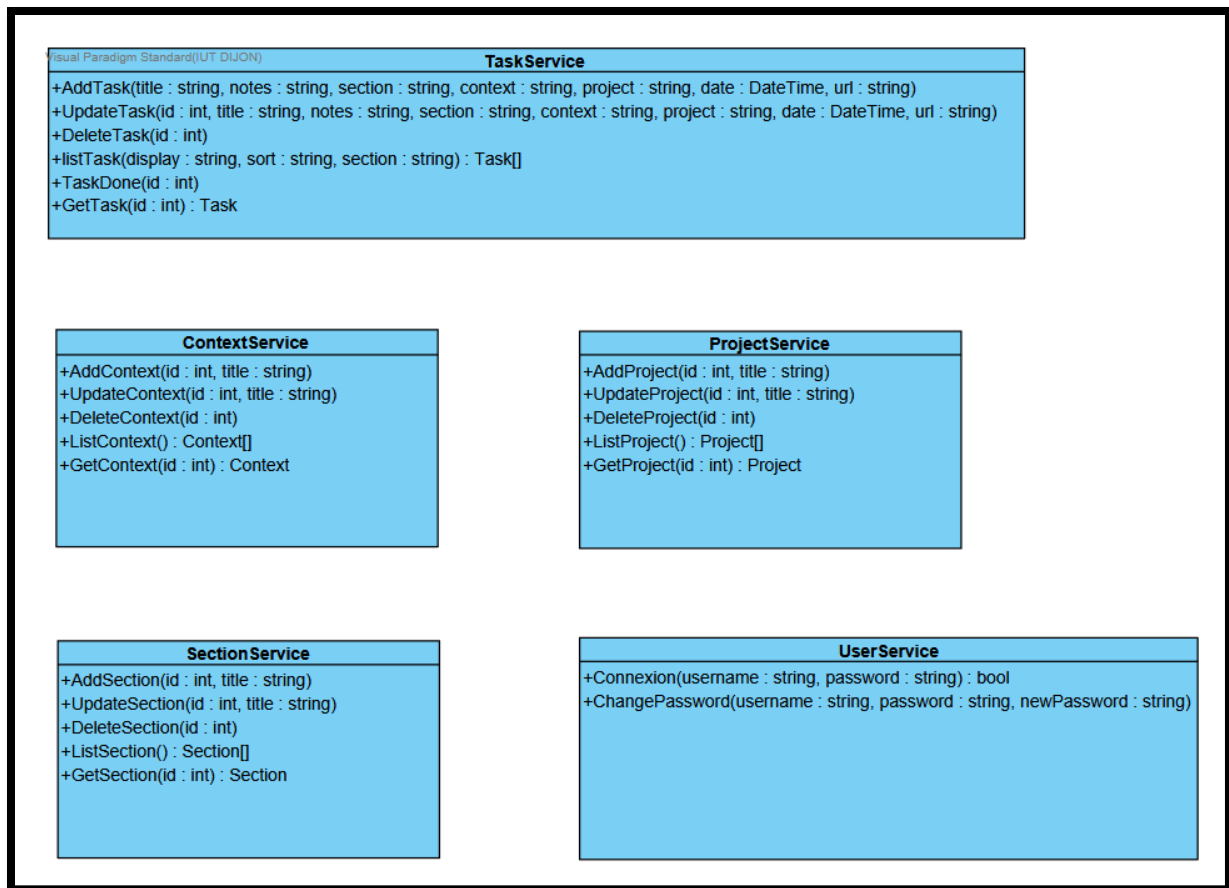 Visual Paradigm Standard(IUT DIJON)
TaskService
+AddTask(title : string, notes : string, section : string, context : string, project : string, date : DateTime, url : string)
+UpdateTask(id : int, title : string, notes : string, section : string, context : string, project : string, date : DateTime, url : string)
+DeleteTask(id : int)
+listTask(display : string, sort : string, section : string) : Task[]
+TaskDone(id : int)
+GetTask(id : int) : Task
ContextService
+AddContext(id : int, title : string)
+UpdateContext(id : int, title : string)
+DeleteContext(id : int)
+ListContext() : Context[]
+GetContext(id : int) : Context
ProjectService
+AddProject(id : int, title : string)
+UpdateProject(id : int, title : string)
+DeleteProject(id : int)
+ListProject() : Project[]
+GetProject(id : int) : Project
SectionService
+AddSection(id : int, title : string)
+UpdateSection(id : int, title : string)
+DeleteSection(id : int)
+ListSection() : Section[]
+GetSection(id : int) : Section
UserService
+Connexion(username : string, password : string) : bool
+ChangePassword(username : string, password : string, newPassword : string)